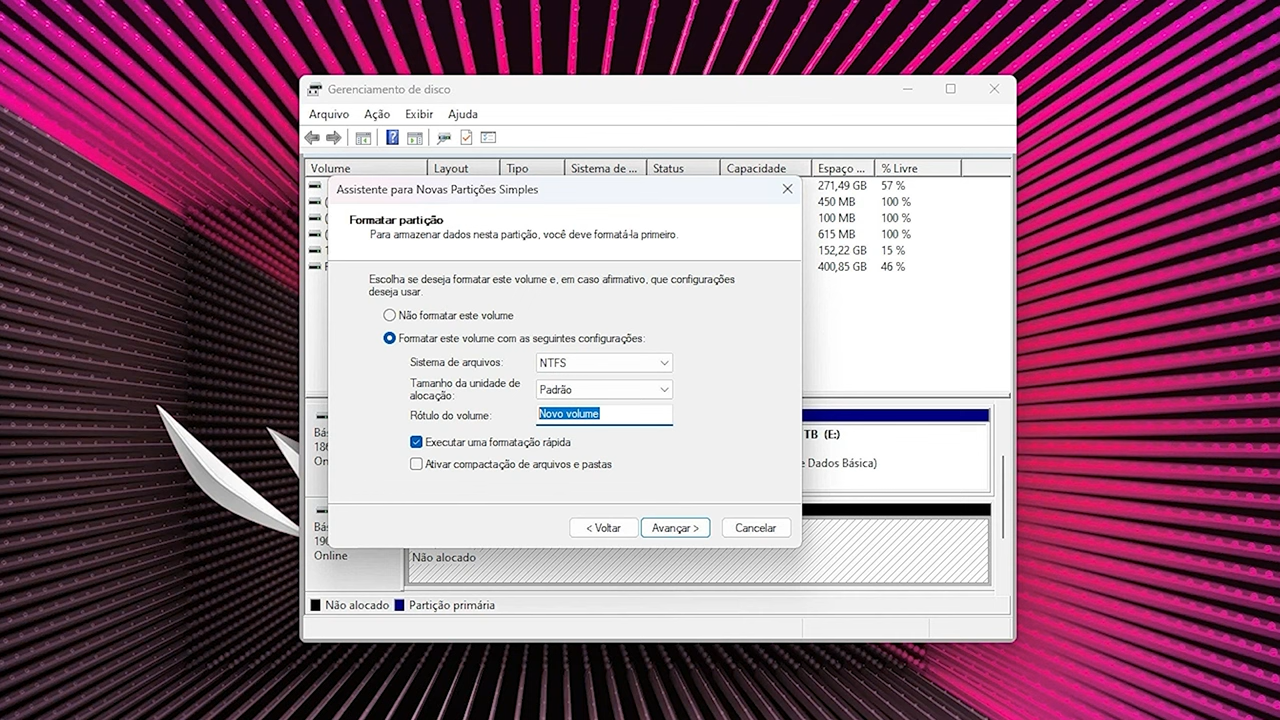 Gerenciamento de disco
Arquivo Ação Exibir Ajuda
Volume Layout Tipo Sistema de ... Status Capacidade Espaço ... % Livre
271,49 GB 57 %
450 MB 100 %
100 MB 100 %
615 MB 100 %
152,22 GB 15 %
400,85 GB 46 %
Assistente para Novas Partições Simples
Formatar partição
Para armazenar dados nesta partição, você deve formatá-la primeiro.
Escolha se deseja formatar este volume e, em caso afirmativo, que configurações
deseja usar.
Não formatar este volume
Formatar este volume com as seguintes configurações:
Sistema de arquivos: NTFS
Tamanho da unidade de
alocação: Padrão
Rótulo do volume: Novo volume
Executar uma formatação rápida
Ativar compactação de arquivos e pastas
< Voltar Avançar > Cancelar
Bás
186
On
TB (E:)
e Dados Básica)
Bás
190
Online
Não alocado
Não alocado Partição primária